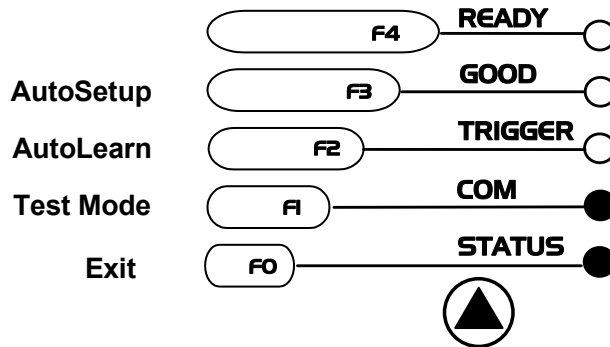 F4 READY
AutoSetup F3 GOOD
AutoLearn F2 TRIGGER
Test Mode F1 COM
Exit F0 STATUS